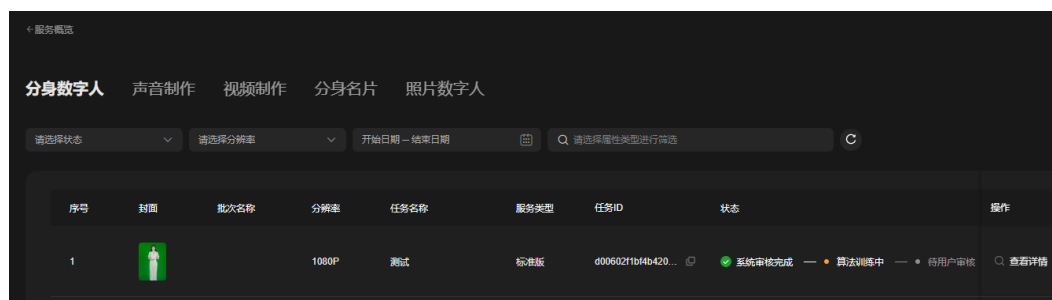 ←服务概览
分身数字人 声音制作 视频制作 分身名片 照片数字人
请选择状态 请选择分辨率 开始日期 – 结束日期 请选择属性类型进行筛选
序号 封面 批次名称 分辨率 任务名称 服务类型 任务ID 状态 操作
1 1080P 测试 标准版 d00602f1bf4b420... 系统审核完成 — 算法训练中 — 待用户审核 查看详情